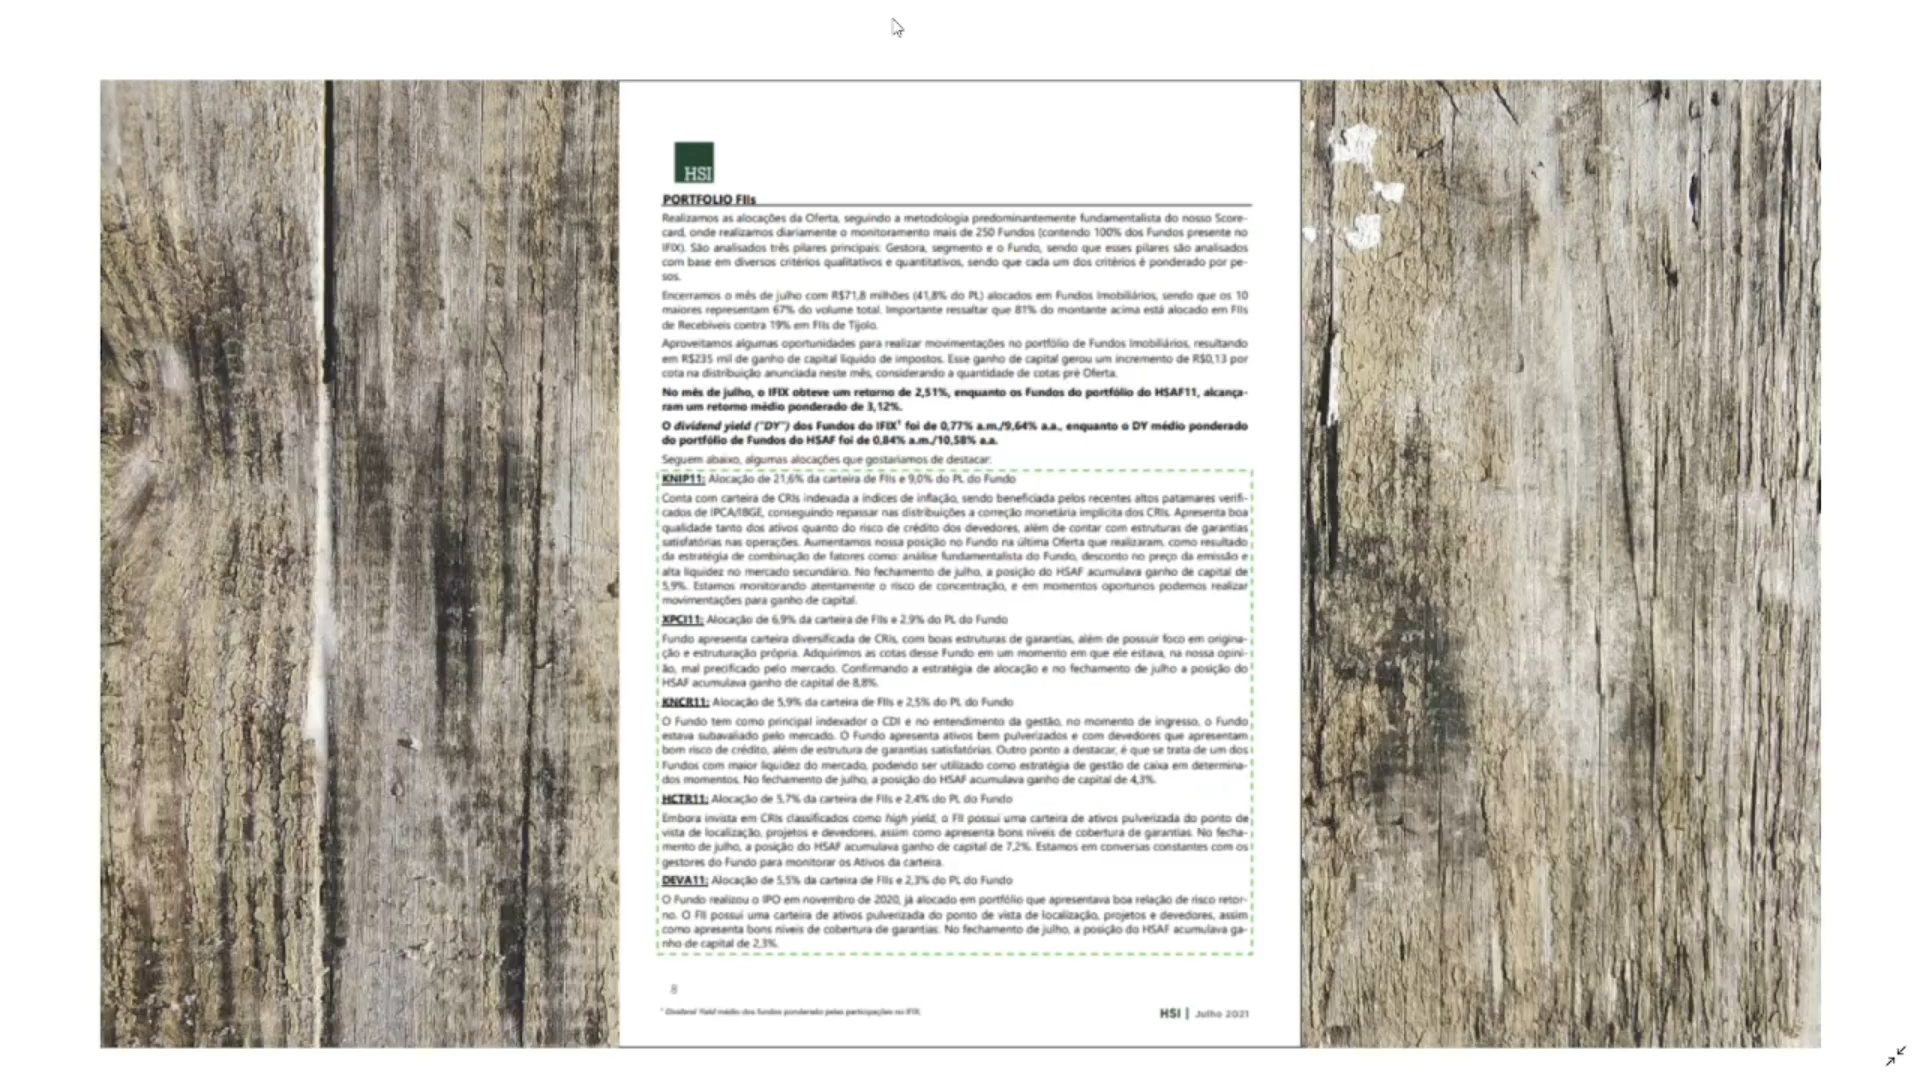 HSI
PORTFOLIO FIIs
Realizamos as alocações da Oferta, seguindo a metodologia predominantemente fundamentalista do nosso Score-
card, onde realizamos diariamente o monitoramento mais de 250 Fundos (contendo 100% dos Fundos presente no
IFIX). São analisados três pilares principais: Gestora, segmento e o Fundo, sendo que esses pilares são analisados
com base em diversos critérios qualitativos e quantitativos, sendo que cada um dos critérios é ponderado por pe-
sos.
Encerramos o mês de julho com R$71,8 milhões (41,8% do PL) alocados em Fundos Imobiliários, sendo que os 10
maiores representam 67% do volume total. Importante ressaltar que 81% do montante acima está alocado em FIIs
de Recebíveis contra 19% em FIIs de Tijolo.
Aproveitamos algumas oportunidades para realizar movimentações no portfólio de Fundos Imobiliários, resultando
em R$235 mil de ganho de capital líquido de impostos. Esse ganho de capital gerou um incremento de R$0,13 por
cota na distribuição anunciada neste mês, considerando a quantidade de cotas pré Oferta.
No mês de julho, o IFIX obteve um retorno de 2,51%, enquanto os Fundos do portfólio do HSAF11, alcança-
ram um retorno médio ponderado de 3,12%.
O dividend yield ("DY") dos Fundos do IFIX¹ foi de 0,77% a.m./9,64% a.a., enquanto o DY médio ponderado
do portfólio de Fundos do HSAF foi de 0,84% a.m./10,58% a.a.
Seguem abaixo, algumas alocações que gostaríamos de destacar:
KNIP11: Alocação de 21,6% da carteira de FIIs e 9,0% do PL do Fundo
Conta com carteira de CRIs indexada a índices de inflação, sendo beneficiada pelos recentes altos patamares verifi-
cados de IPCA/IBGE, conseguindo repassar nas distribuições a correção monetária implícita dos CRIs. Apresenta boa
qualidade tanto dos ativos quanto do risco de crédito dos devedores, além de contar com estruturas de garantias
satisfatórias nas operações. Aumentamos nossa posição no Fundo na última Oferta que realizaram, como resultado
da estratégia de combinação de fatores como: análise fundamentalista do Fundo, desconto no preço da emissão e
alta liquidez no mercado secundário. No fechamento de julho, a posição do HSAF acumulava ganho de capital de
5,9%. Estamos monitorando atentamente o risco de concentração, e em momentos oportunos podemos realizar
movimentações para ganho de capital.
XPCI11: Alocação de 6,9% da carteira de FIIs e 2,9% do PL do Fundo
Fundo apresenta carteira diversificada de CRIs, com boas estruturas de garantias, além de possuir foco em origina-
ção e estruturação própria. Adquirimos as cotas desse Fundo em um momento em que ele estava, na nossa opini-
ão, mal precificado pelo mercado. Confirmando a estratégia de alocação e no fechamento de julho a posição do
HSAF acumulava ganho de capital de 8,8%.
KNCR11: Alocação de 5,9% da carteira de FIIs e 2,5% do PL do Fundo
O Fundo tem como principal indexador o CDI e no entendimento da gestão, no momento de ingresso, o Fundo
estava subavaliado pelo mercado. O Fundo apresenta ativos bem pulverizados e com devedores que apresentam
bom risco de crédito, além de estrutura de garantias satisfatórias. Outro ponto a destacar, é que se trata de um dos
Fundos com maior liquidez do mercado, podendo ser utilizado como estratégia de gestão de caixa em determina-
dos momentos. No fechamento de julho, a posição do HSAF acumulava ganho de capital de 4,3%.
HCTR11: Alocação de 5,7% da carteira de FIIs e 2,4% do PL do Fundo
Embora invista em CRIs classificados como high yield, o FII possui uma carteira de ativos pulverizada do ponto de
vista de localização, projetos e devedores, assim como apresenta bons níveis de cobertura de garantias. No fecha-
mento de julho, a posição do HSAF acumulava ganho de capital de 7,2%. Estamos em conversas constantes com os
gestores do Fundo para monitorar os Ativos da carteira.
DEVA11: Alocação de 5,5% da carteira de FIIs e 2,3% do PL do Fundo
O Fundo realizou o IPO em novembro de 2020, já alocado em portfólio que apresentava boa relação de risco retor-
no. O FII possui uma carteira de ativos pulverizada do ponto de vista de localização, projetos e devedores, assim
como apresenta bons níveis de cobertura de garantias. No fechamento de julho, a posição do HSAF acumulava ga-
nho de capital de 2,3%.
8
¹ Dividend Yield médio dos fundos ponderado pelas participações no IFIX.
HSI | Julho 2021